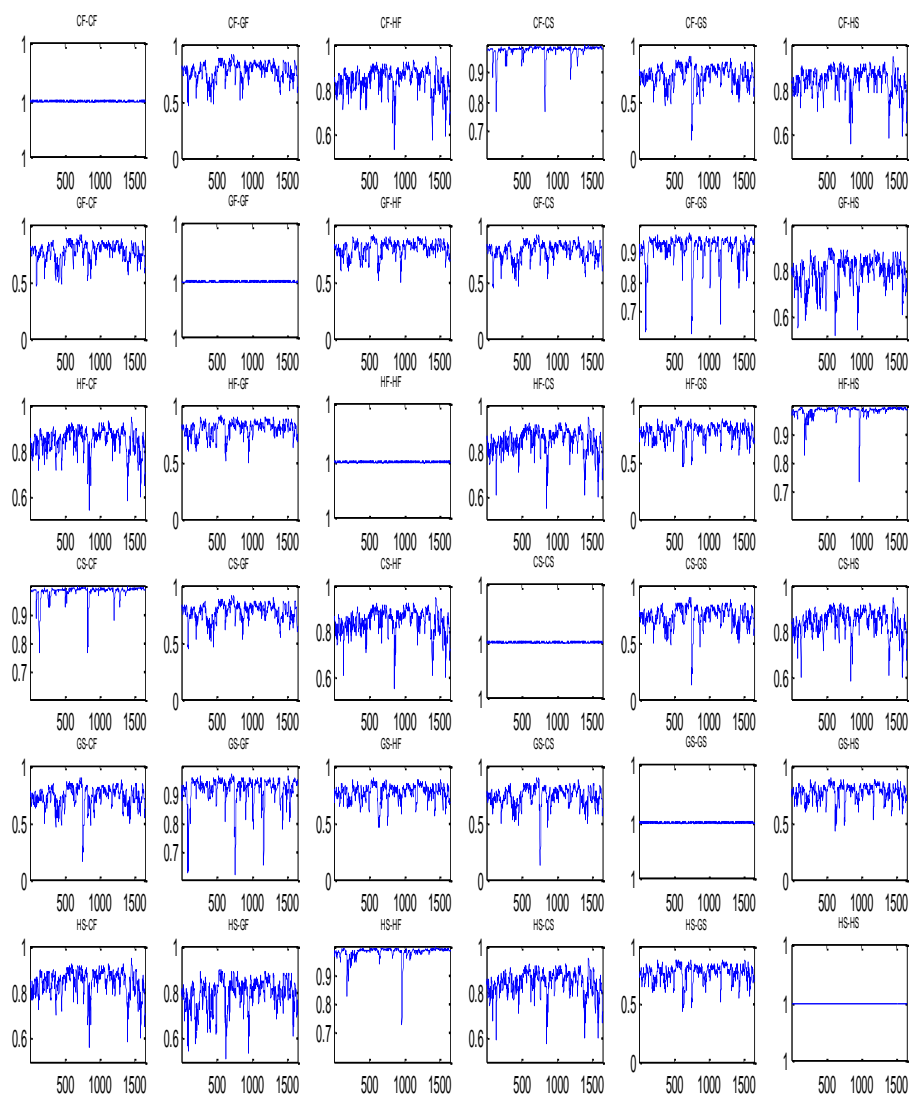 CF-CF CF-GF CF-HF CF-CS CF-GS CF-HS
1 1 1 1 1
0.9
0.8 0.8
1 0.5 0.8 0.5
0.7
0.6 0.6
1 0 0
500 1000 1500 500 1000 1500 500 1000 1500 500 1000 1500 500 1000 1500 500 1000 1500
GF-CF GF-GF GF-HF GF-CS GF-GS GF-HS
1 1 1 1 1
0.9
0.8
0.5 1 0.5 0.5 0.8
0.7
0.6
0 1 0 0
500 1000 1500 500 1000 1500 500 1000 1500 500 1000 1500 500 1000 1500 500 1000 1500
HF-CF HF-GF HF-HF HF-CS HF-GS HF-HS
1 1 1 1 1
0.9
0.8 0.8
0.5 1 0.5 0.8
0.7
0.6 0.6
0 1 0
500 1000 1500 500 1000 1500 500 1000 1500 500 1000 1500 500 1000 1500 500 1000 1500
CS-CF CS-GF CS-HF CS-CS CS-GS CS-HS
1 1 1 1 1
0.9
0.8 0.8
0.8 0.5 1 0.5
0.7
0.6 0.6
0 1 0
500 1000 1500 500 1000 1500 500 1000 1500 500 1000 1500 500 1000 1500 500 1000 1500
GS-CF GS-GF GS-HF GS-CS GS-GS GS-HS
1 1 1 1 1
0.9
0.5 0.8 0.5 0.5 1 0.5
0.7
0 0 0 1 0
500 1000 1500 500 1000 1500 500 1000 1500 500 1000 1500 500 1000 1500 500 1000 1500
HS-CF HS-GF HS-HF HS-CS HS-GS HS-HS
1 1 1 1 1
0.9
0.8 0.8 0.8
0.8 0.5 1
0.7
0.6 0.6 0.6
0 1
500 1000 1500 500 1000 1500 500 1000 1500 500 1000 1500 500 1000 1500 500 1000 1500